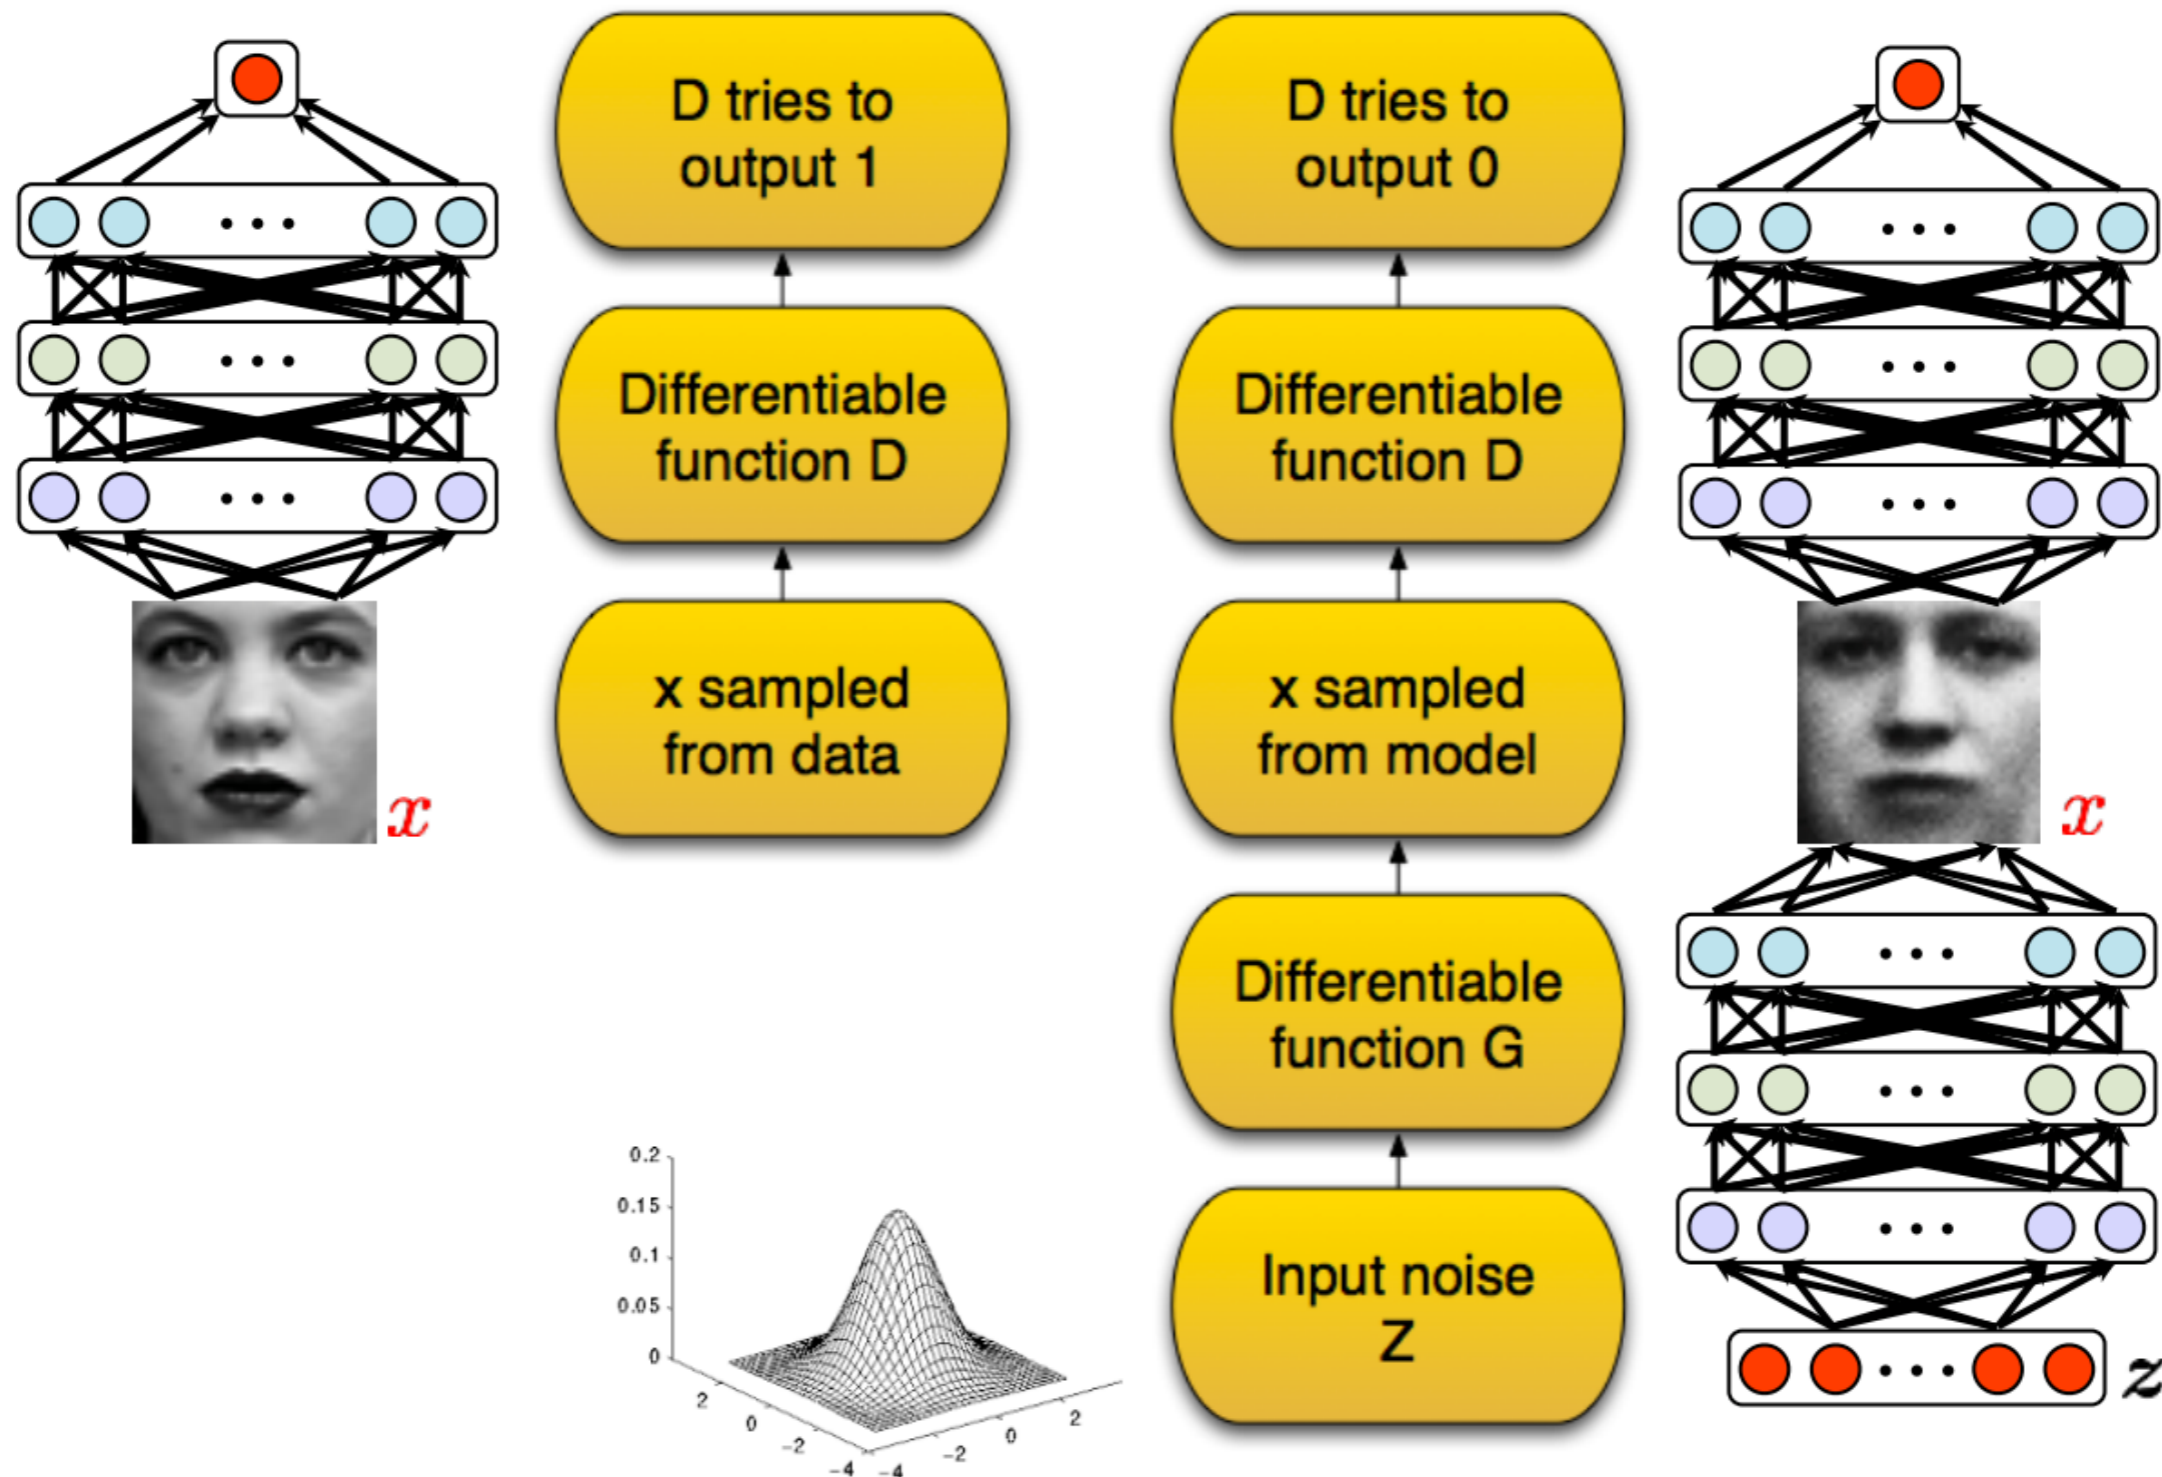 D tries to
output 1
D tries to
output 0
Differentiable
function D
Differentiable
function D
x sampled
from data
x sampled
from model
x
x
Differentiable
function G
Input noise
Z
z
0.2
0.15
0.1
0.05
0
2
0
-2
-4
-4
-2
0
2